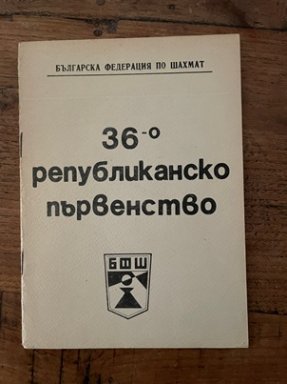 БЪЛГАРСКА ФЕДЕРАЦИЯ ПО ШАХМАТ
36-о
републиканско
първенство
БФШ